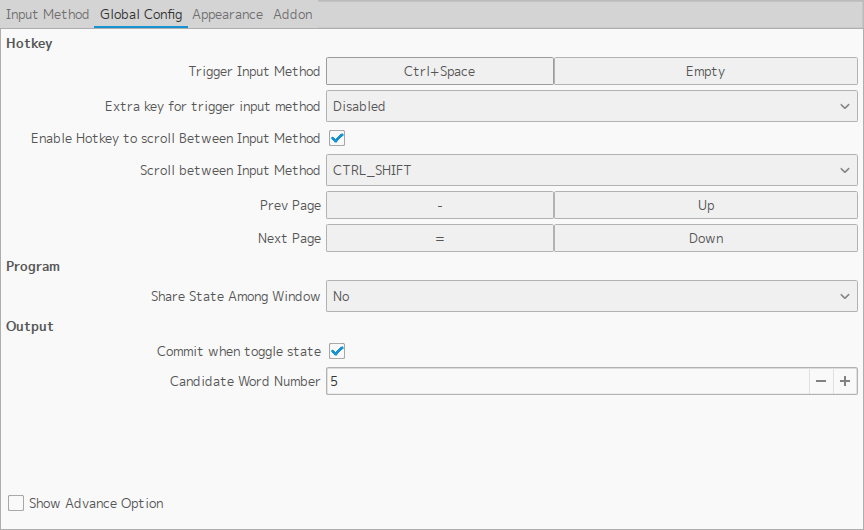 Input Method Global Config Appearance Addon
Hotkey
Trigger Input Method Ctrl+Space Empty
Extra key for trigger input method Disabled
Enable Hotkey to scroll Between Input Method
Scroll between Input Method CTRL_SHIFT
Prev Page - Up
Next Page = Down
Program
Share State Among Window No
Output
Commit when toggle state
Candidate Word Number 5
Show Advance Option